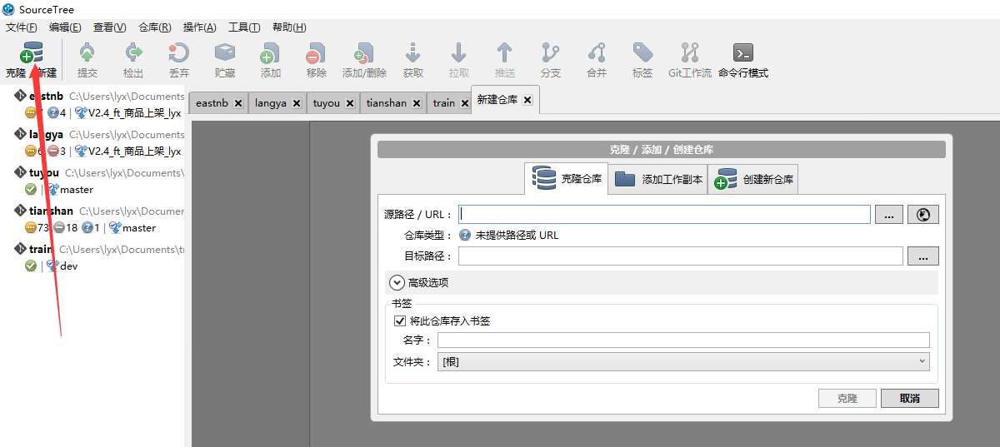 SourceTree
文件(F) 编辑(E) 查看(V) 仓库(R) 操作(A) 工具(T) 帮助(H)
克隆 新建 提交 检出 丢弃 贮藏 添加 移除 添加/删除 获取 拉取 推送 分支 合并 标签 Git工作流 命令行模式
eastnb C:\Users\lyx\Documents
4 | V2.4_ft_商品上架_lyx
langya C:\Users\lyx\Documents
6 3 | V2.4_ft_商品上架_lyx
tuyou C:\Users\lyx\Documents\
| master
tianshan C:\Users\lyx\Documen
73 18 1 | master
train C:\Users\lyx\Documents\tr
| dev
eastnb langya tuyou tianshan train 新建仓库
克隆 / 添加 / 创建仓库
克隆仓库 添加工作副本 创建新仓库
源路径 / URL： ...
仓库类型： 未提供路径或 URL
目标路径： ...
高级选项
书签
将此仓库存入书签
名字：
文件夹： [根]
克隆 取消